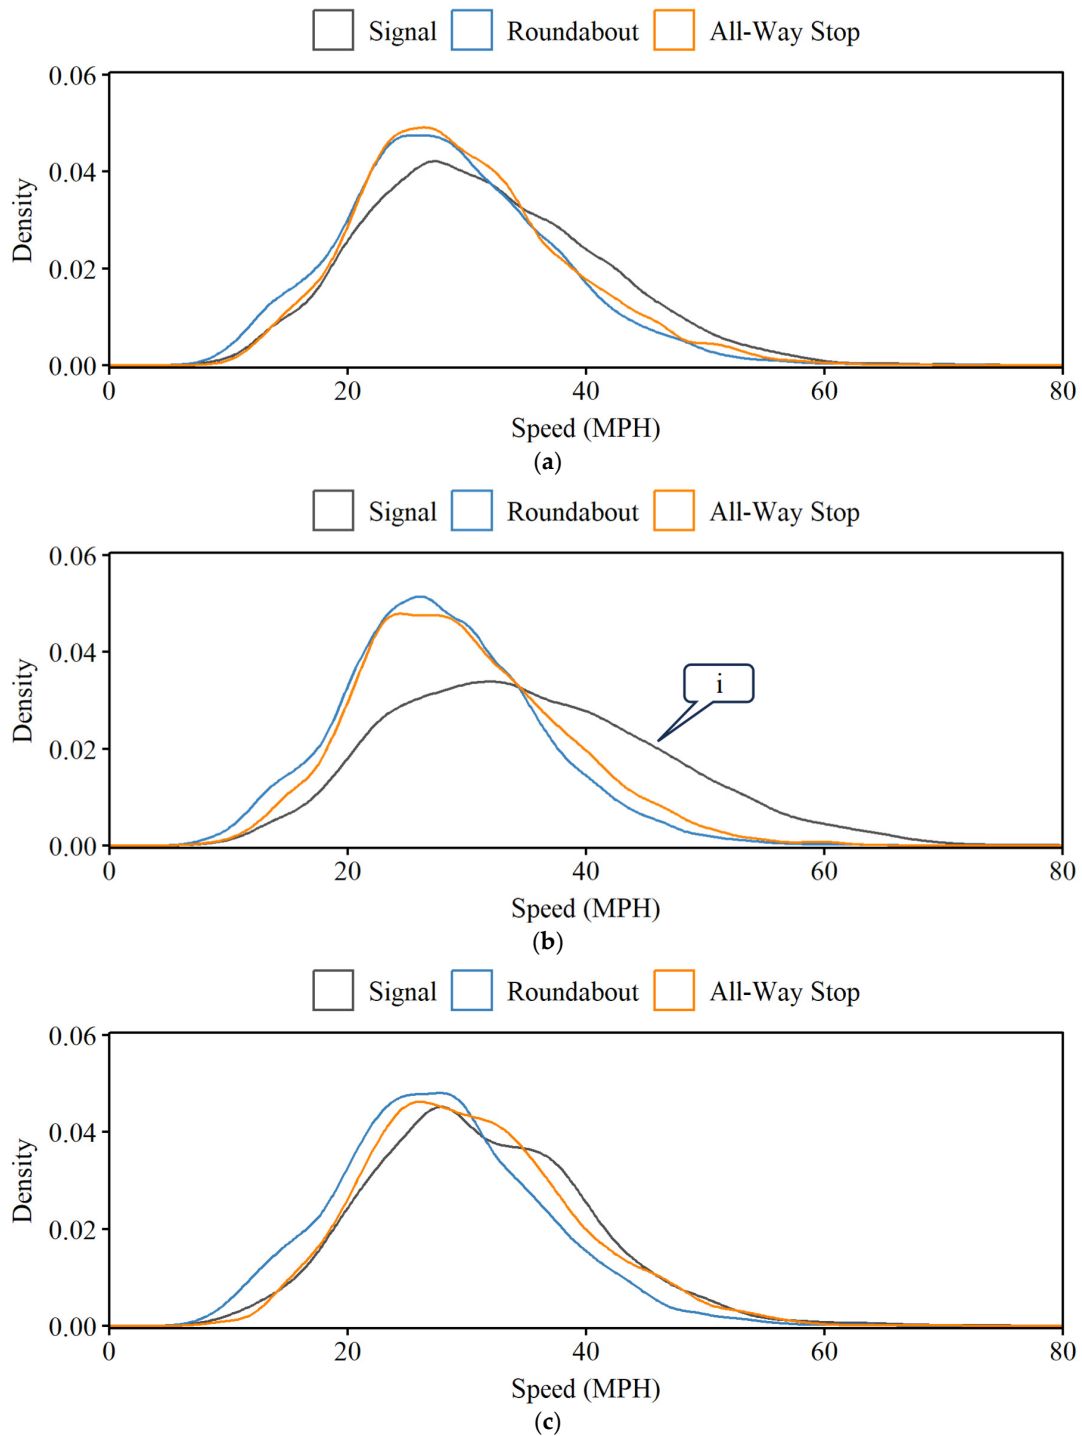 Signal Roundabout All-Way Stop
0.06
0.04
0.02
0.00
Density
0 20 40 60 80
Speed (MPH)
(a)
Signal Roundabout All-Way Stop
0.06
0.04
0.02
0.00
Density
i
0 20 40 60 80
Speed (MPH)
(b)
Signal Roundabout All-Way Stop
0.06
0.04
0.02
0.00
Density
0 20 40 60 80
Speed (MPH)
(c)